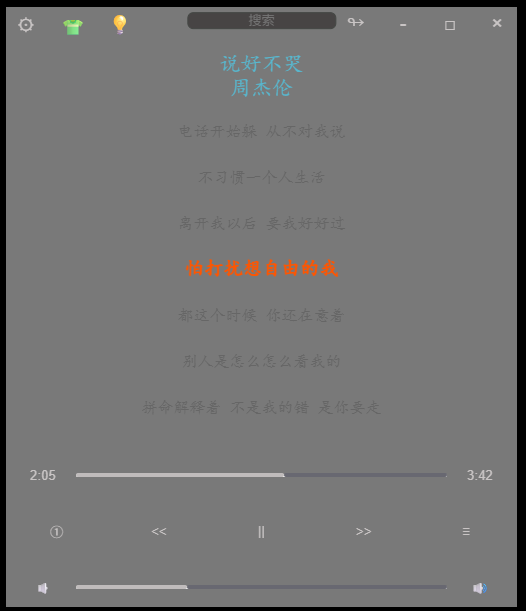 搜索
说好不哭
周杰伦
电话开始躲 从不对我说
不习惯一个人生活
离开我以后 要我好好过
怕打扰想自由的我
都这个时候 你还在意着
别人是怎么怎么看我的
拼命解释着 不是我的错 是你要走
2:05 3:42
① << || >> ≡